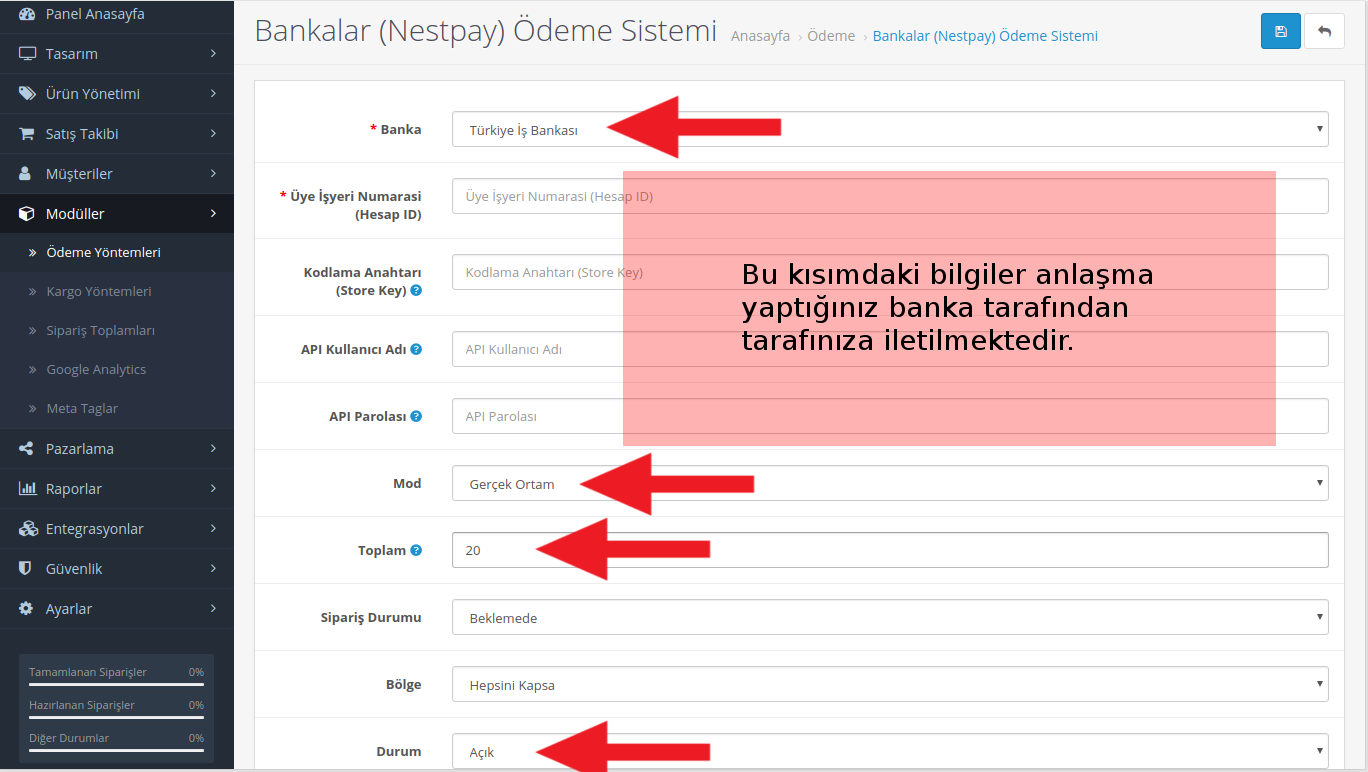 Panel Anasayfa
Tasarım
Ürün Yönetimi
Satış Takibi
Müşteriler
Modüller
» Ödeme Yöntemleri
» Kargo Yöntemleri
» Sipariş Toplamları
» Google Analytics
» Meta Taglar
Pazarlama
Raporlar
Entegrasyonlar
Güvenlik
Ayarlar
Tamamlanan Siparişler 0%
Hazırlanan Siparişler 0%
Diğer Durumlar 0%
Bankalar (Nestpay) Ödeme Sistemi Anasayfa › Ödeme › Bankalar (Nestpay) Ödeme Sistemi
* Banka Türkiye İş Bankası
* Üye İşyeri Numarasi Üye İşyeri Numarasi (Hesap ID)
(Hesap ID)
Kodlama Anahtarı Kodlama Anahtarı (Store Key)
(Store Key) ?
API Kullanıcı Adı ? API Kullanıcı Adı
API Parolası ? API Parolası
Bu kısımdaki bilgiler anlaşma
yaptığınız banka tarafından
tarafınıza iletilmektedir.
Mod Gerçek Ortam
Toplam ? 20
Sipariş Durumu Beklemede
Bölge Hepsini Kapsa
Durum Açık